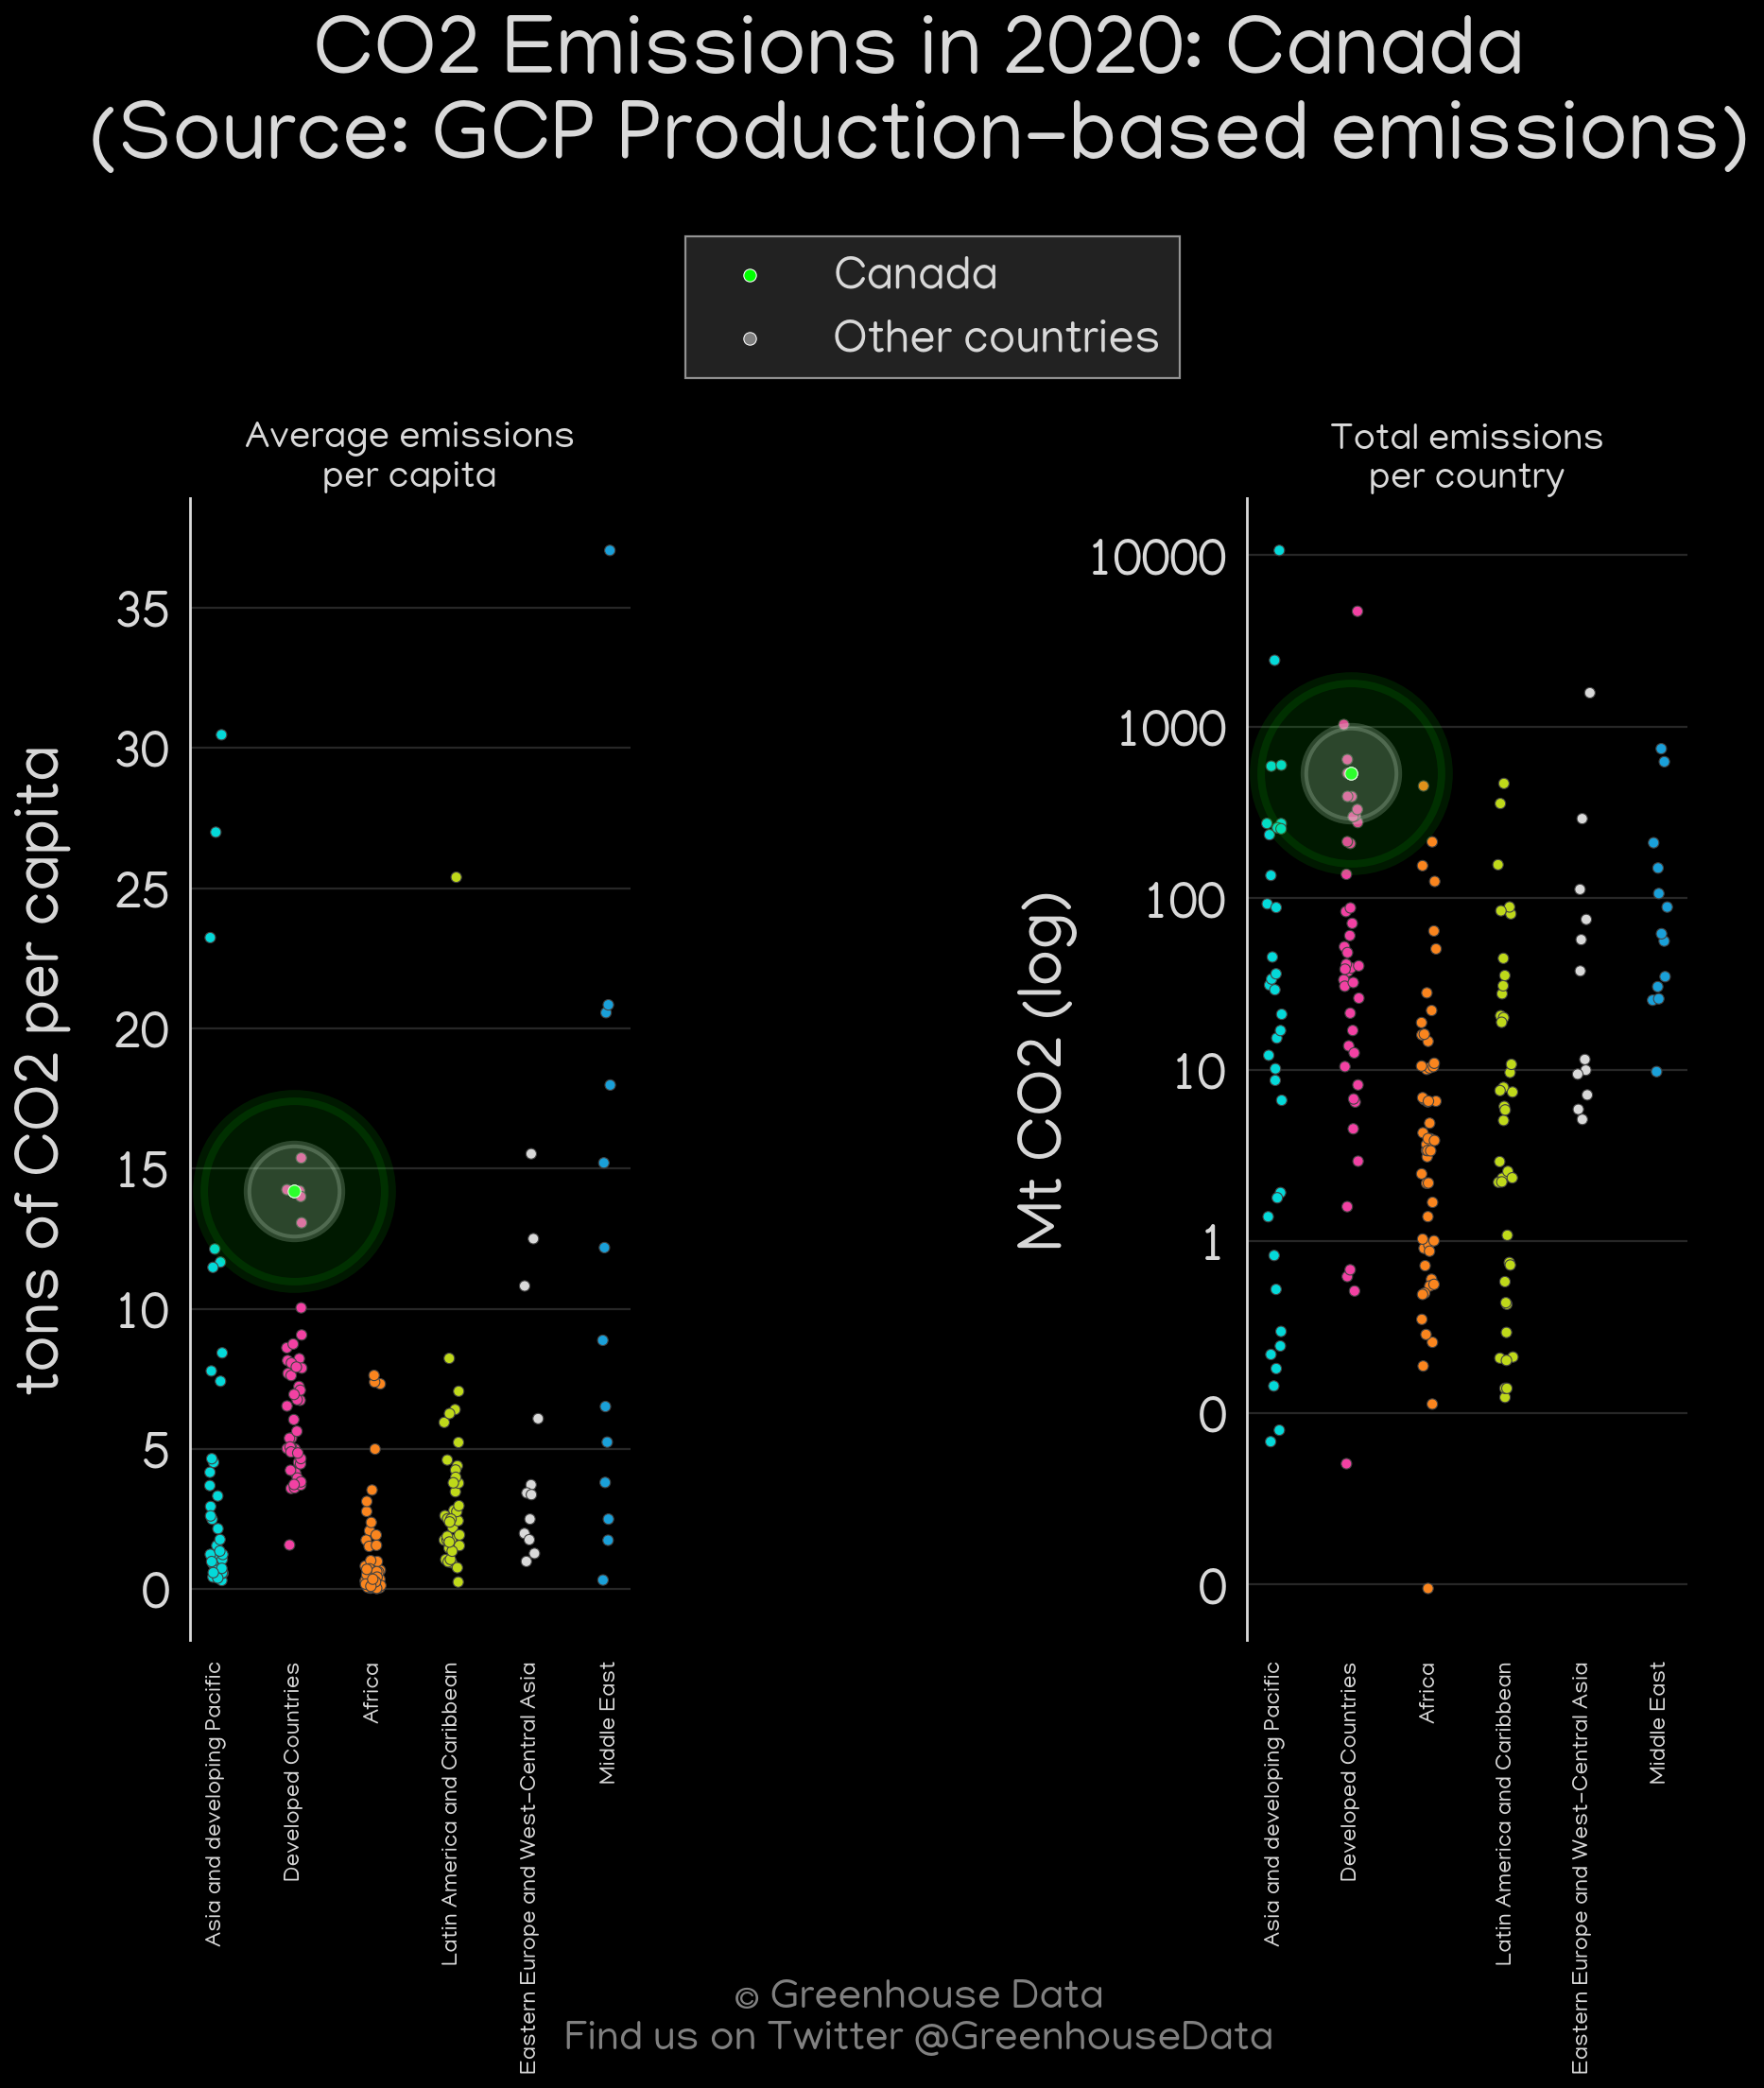 CO2 Emissions in 2020: Canada
(Source: GCP Production-based emissions)
Canada
Other countries
Average emissions
per capita
tons of CO2 per capita
35
30
25
20
15
10
5
0
Asia and developing Pacific
Developed Countries
Africa
Latin America and Caribbean
Eastern Europe and West-Central Asia
Middle East
Total emissions
per country
Mt CO2 (log)
10000
1000
100
10
1
0
0
Asia and developing Pacific
Developed Countries
Africa
Latin America and Caribbean
Eastern Europe and West-Central Asia
Middle East
© Greenhouse Data
Find us on Twitter @GreenhouseData